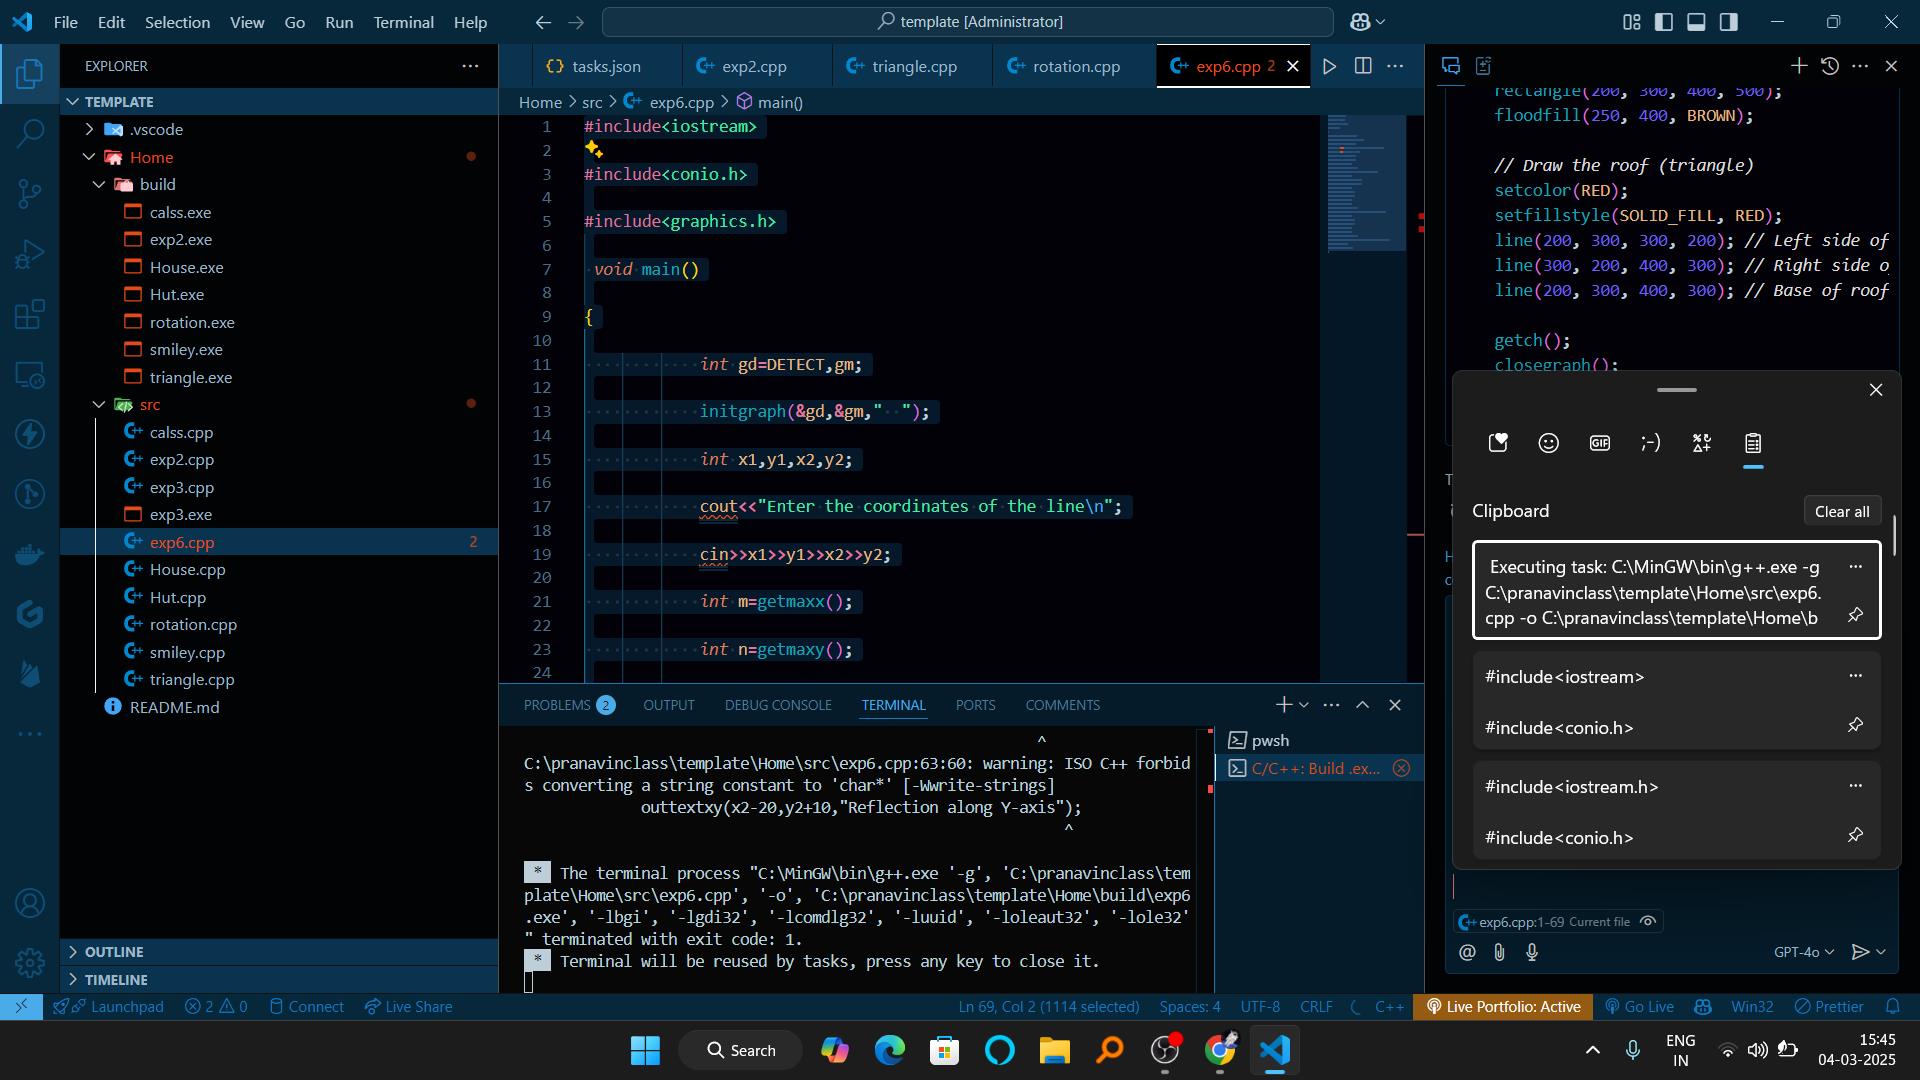 File Edit Selection View Go Run Terminal Help
template [Administrator]
EXPLORER
TEMPLATE
.vscode
Home
build
calss.exe
exp2.exe
House.exe
Hut.exe
rotation.exe
smiley.exe
triangle.exe
src
calss.cpp
exp2.cpp
exp3.cpp
exp3.exe
exp6.cpp 2
House.cpp
Hut.cpp
rotation.cpp
smiley.cpp
triangle.cpp
README.md
OUTLINE
TIMELINE
tasks.json exp2.cpp triangle.cpp rotation.cpp exp6.cpp 2
Home > src > exp6.cpp > main()
1 #include<iostream>
2
3 #include<conio.h>
4
5 #include<graphics.h>
6
7 void main()
8
9 {
10
11 int gd=DETECT,gm;
12
13 initgraph(&gd,&gm,"  ");
14
15 int x1,y1,x2,y2;
16
17 cout<<"Enter the coordinates of the line\n";
18
19 cin>>x1>>y1>>x2>>y2;
20
21 int m=getmaxx();
22
23 int n=getmaxy();
24
PROBLEMS 2 OUTPUT DEBUG CONSOLE TERMINAL PORTS COMMENTS
^
C:\pranavinclass\template\Home\src\exp6.cpp:63:60: warning: ISO C++ forbid
s converting a string constant to 'char*' [-Wwrite-strings]
outtextxy(x2-20,y2+10,"Reflection along Y-axis");
^
* The terminal process "C:\MinGW\bin\g++.exe '-g', 'C:\pranavinclass\tem
plate\Home\src\exp6.cpp', '-o', 'C:\pranavinclass\template\Home\build\exp6
.exe', '-lbgi', '-lgdi32', '-lcomdlg32', '-luuid', '-loleaut32', '-lole32'
" terminated with exit code: 1.
* Terminal will be reused by tasks, press any key to close it.
pwsh
C/C++: Build .ex...
rectangle(200, 300, 400, 500);
floodfill(250, 400, BROWN);
// Draw the roof (triangle)
setcolor(RED);
setfillstyle(SOLID_FILL, RED);
line(200, 300, 300, 200); // Left side of
line(300, 200, 400, 300); // Right side o
line(200, 300, 400, 300); // Base of roof
getch();
closegraph();
GIF
;-)
Clipboard
Clear all
Executing task: C:\MinGW\bin\g++.exe -g
C:\pranavinclass\template\Home\src\exp6.
cpp -o C:\pranavinclass\template\Home\b
#include<iostream>
#include<conio.h>
#include<iostream.h>
#include<conio.h>
exp6.cpp:1-69 Current file
GPT-4o
Launchpad 2 0 Connect Live Share
Ln 69, Col 2 (1114 selected) Spaces: 4 UTF-8 CRLF C++ Live Portfolio: Active Go Live Win32 Prettier
Search
ENG
IN
15:45
04-03-2025